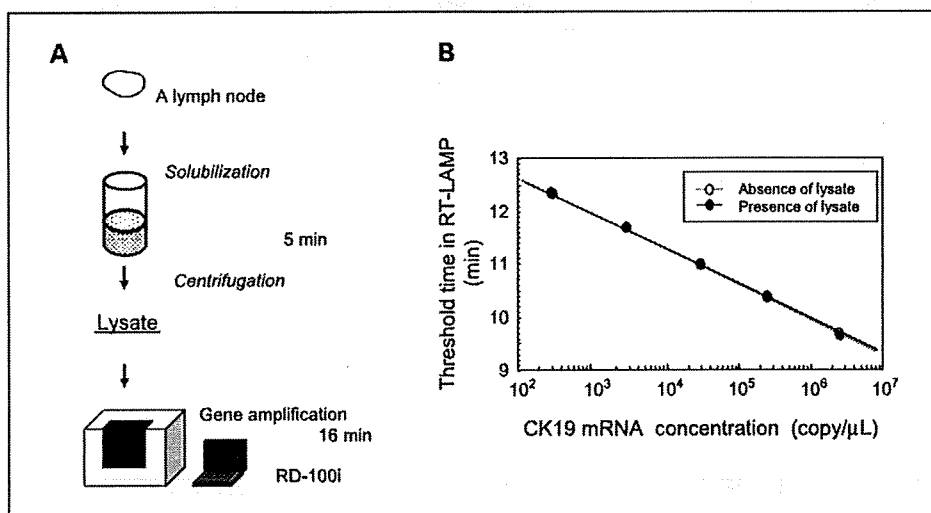 A
A lymph node
Solubilization
5 min
Centrifugation
Lysate
Gene amplification
16 min
RD-100i
B
Threshold time in RT-LAMP
(min)
13
12
11
10
9
Absence of lysate
Presence of lysate
10²
10³
10⁴
10⁵
10⁶
10⁷
CK19 mRNA concentration (copy/µL)